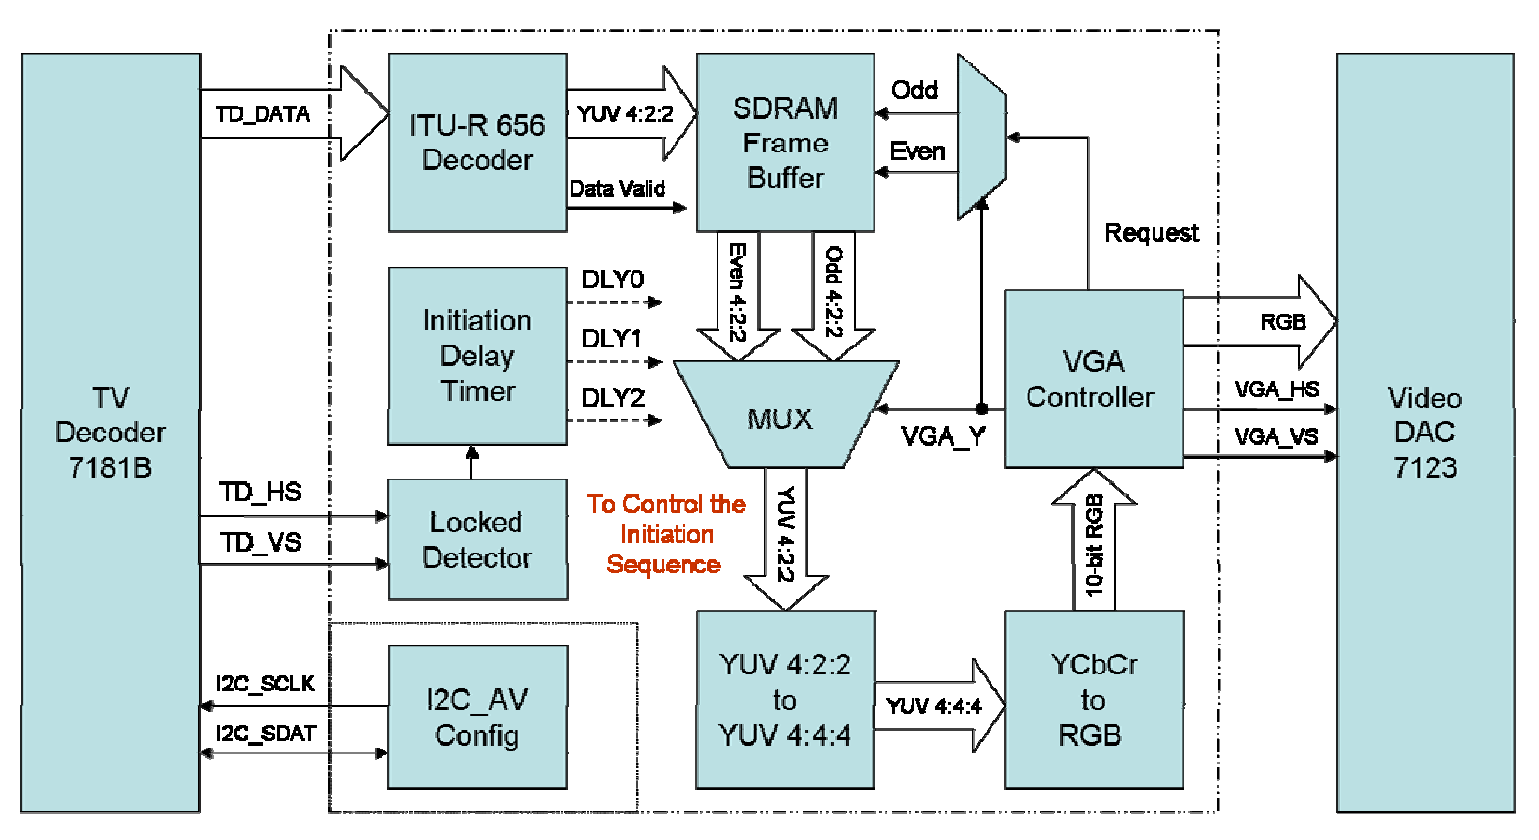 TV
Decoder
7181B
TD_DATA
ITU-R 656
Decoder
YUV 4:2:2
Data Valid
SDRAM
Frame
Buffer
Odd
Even
Request
Even 4:2:2
Odd 4:2:2
Initiation
Delay
Timer
DLY0
DLY1
DLY2
MUX
VGA_Y
VGA
Controller
RGB
VGA_HS
VGA_VS
Video
DAC
7123
TD_HS
TD_VS
Locked
Detector
To Control the
Initiation
Sequence
YUV 4:2:2
10-bit RGB
I2C_SCLK
I2C_SDAT
I2C_AV
Config
YUV 4:2:2
to
YUV 4:4:4
YUV 4:4:4
YCbCr
to
RGB